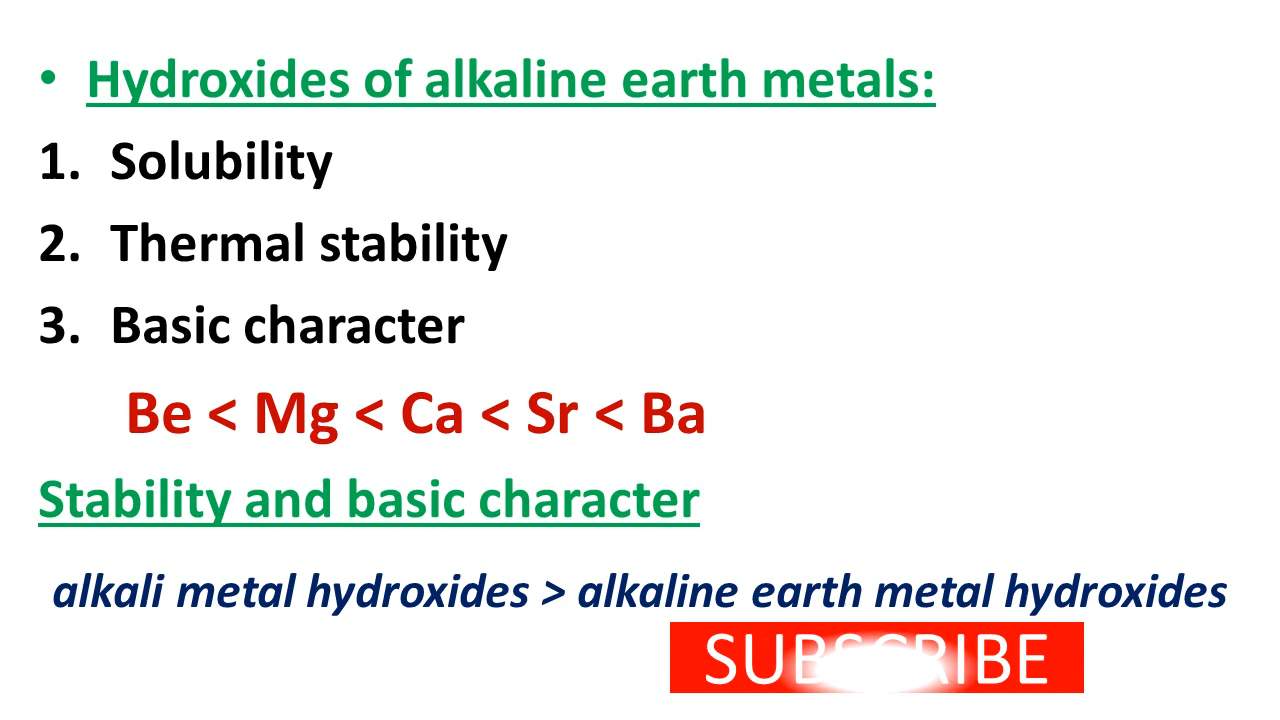 • Hydroxides of alkaline earth metals:
1. Solubility
2. Thermal stability
3. Basic character
Be < Mg < Ca < Sr < Ba
Stability and basic character
alkali metal hydroxides > alkaline earth metal hydroxides
SUBSCRIBE